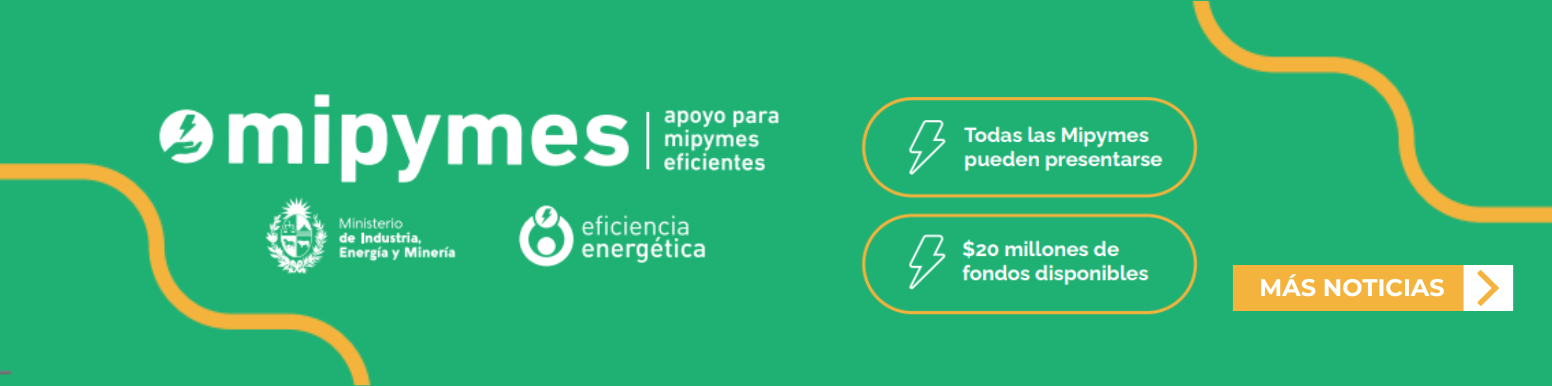 mipymes
apoyo para
mipymes
eficientes
Ministerio
de Industria,
Energía y Minería
eficiencia
energética
Todas las Mipymes
pueden presentarse
$20 millones de
fondos disponibles
MÁS NOTICIAS